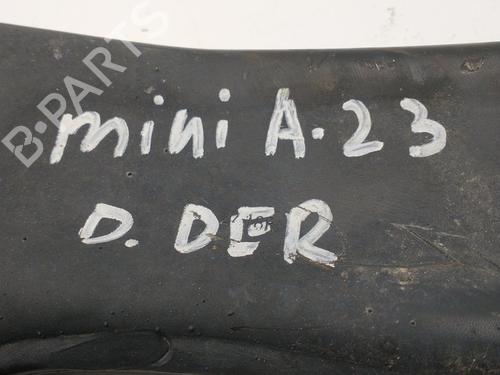 B-PARTS
mini A.23
D. DER